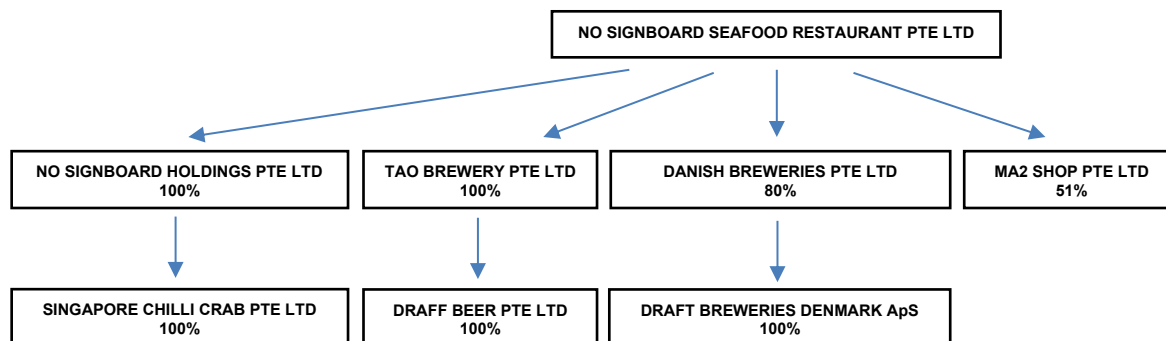 NO SIGNBOARD SEAFOOD RESTAURANT PTE LTD
NO SIGNBOARD HOLDINGS PTE LTD
100%
TAO BREWERY PTE LTD
100%
DANISH BREWERIES PTE LTD
80%
MA2 SHOP PTE LTD
51%
SINGAPORE CHILLI CRAB PTE LTD
100%
DRAFF BEER PTE LTD
100%
DRAFT BREWERIES DENMARK ApS
100%